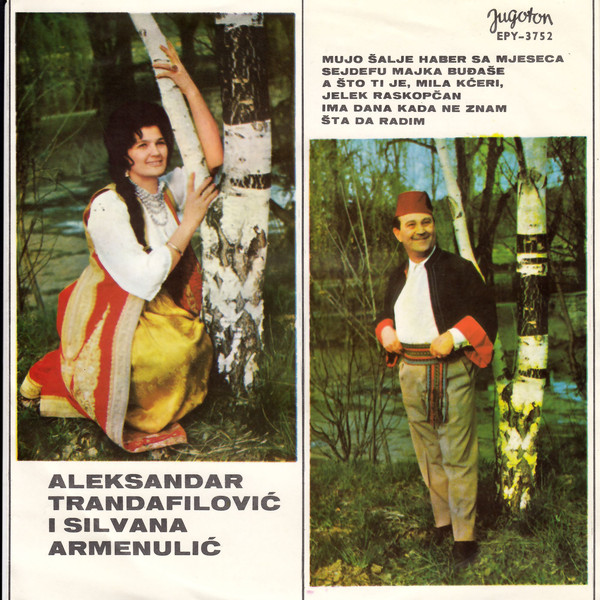 Jugoton
EPY-3752
MUJO ŠALJE HABER SA MJESECA
SEJDEFU MAJKA BUĐAŠE
A ŠTO TI JE, MILA KĆERI,
JELEK RASKOPČAN
IMA DANA KADA NE ZNAM
ŠTA DA RADIM
ALEKSANDAR
TRANDAFILOVIĆ
I SILVANA
ARMENULIĆ